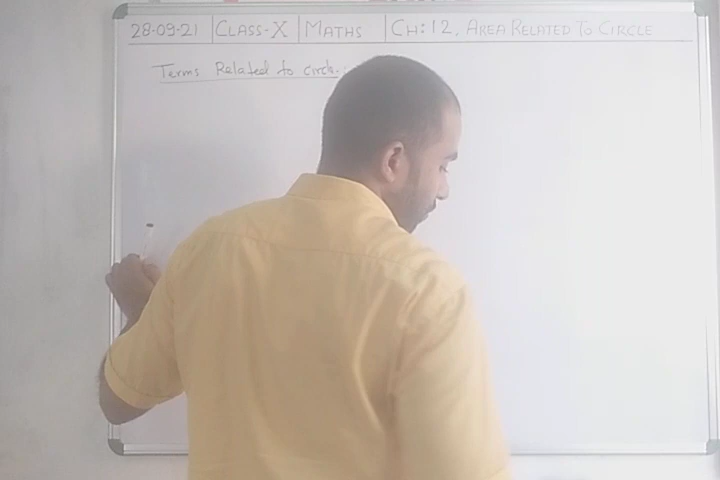 28-09-21 | CLASS-X | MATHS | CH:12, AREA RELATED TO CIRCLE
Terms Related to circle: